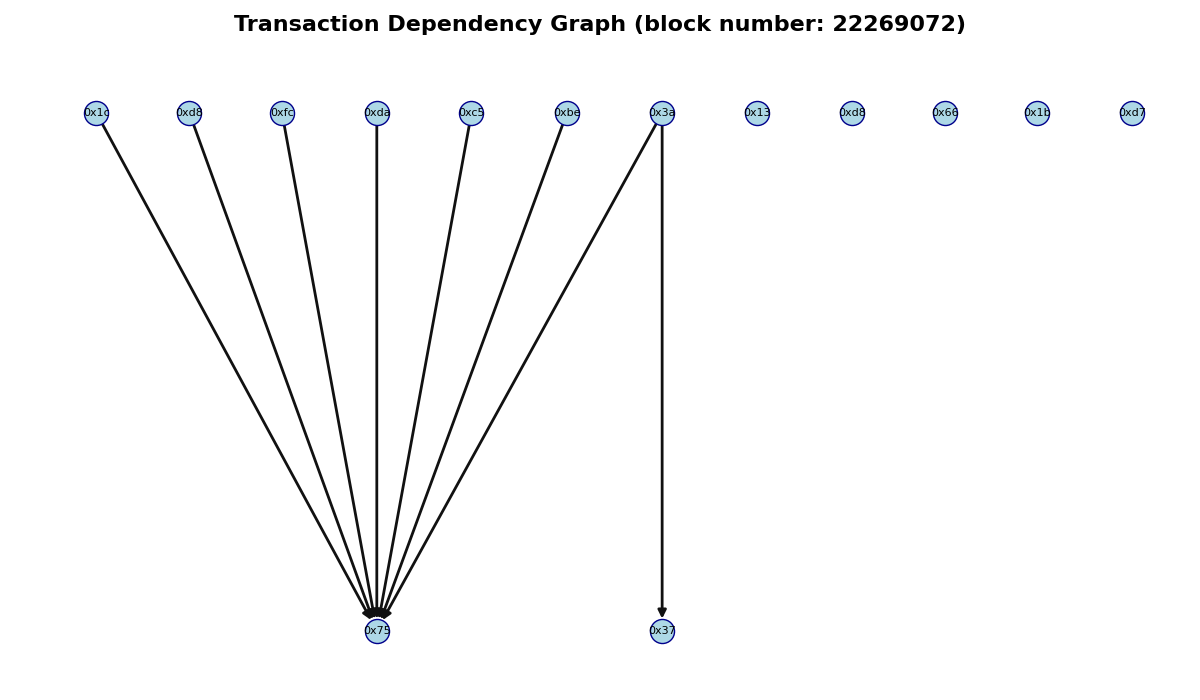 Transaction Dependency Graph (block number: 22269072)
0x1c 0xd8 0xfc 0xda 0xc5 0xbe 0x3a 0x13 0xd8 0x66 0x1b 0xd7
0x75 0x37